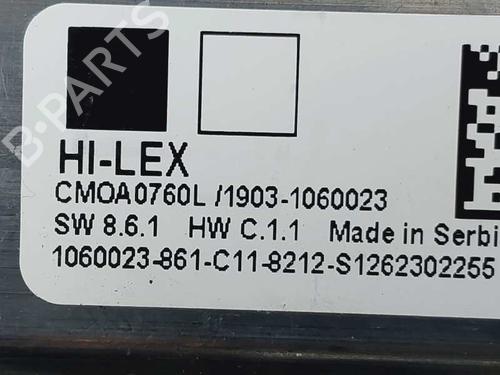 B-PARTS
HI-LEX
CMOA0760L /1903-1060023
SW 8.6.1 HW C.1.1 Made in Serbi
1060023-861-C11-8212-S1262302255